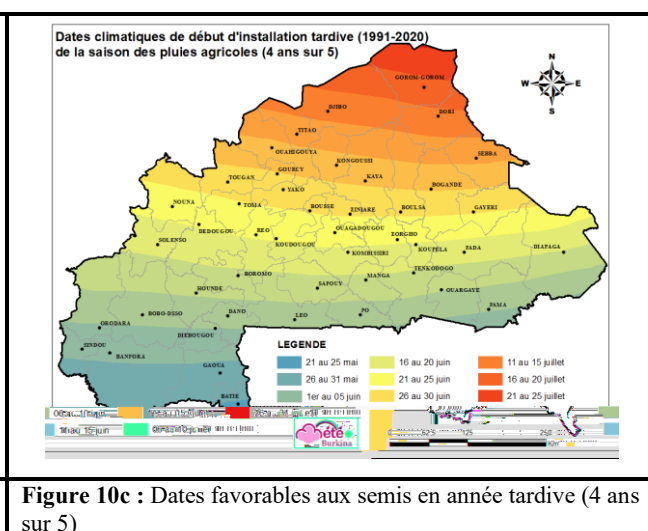 Dates climatiques de début d'installation tardive (1991-2020)
de la saison des pluies agricoles (4 ans sur 5)
N
W
E
S
GOROM-GOROM
DJIBO
DORI
TITAO
OUAHIGOUYA
SEBBA
KONGOUSSI
GOURCY
TOUGAN
KAYA
YAKO
BOGANDE
NOUNA
TOMA
BOUSSE
ZINIARE
BOULSA
GAYERI
DEDOUGOU
REO
OUAGADOUGOU
SOLENSO
KOUDOUGOU
ZORGHO
KOUPELA
FADA
DIAPAGA
KOMBISSIRI
BOROMO
TENKODOGO
MANGA
HOUNDE
SAPOUY
OUARGAYE
BOBO-DSSO
DANO
LEO
PO
PAMA
ORODARA
DIEBOUGOU
SINDOU
BANFORA
GAOUA
BATIE
LEGENDE
21 au 25 mai
16 au 20 juin
11 au 15 juillet
26 au 31 mai
21 au 25 juin
16 au 20 juillet
1er au 05 juin
26 au 30 juin
21 au 25 juillet
au 15 juin
été
Burkina
Figure 10c : Dates favorables aux semis en année tardive (4 ans
sur 5)